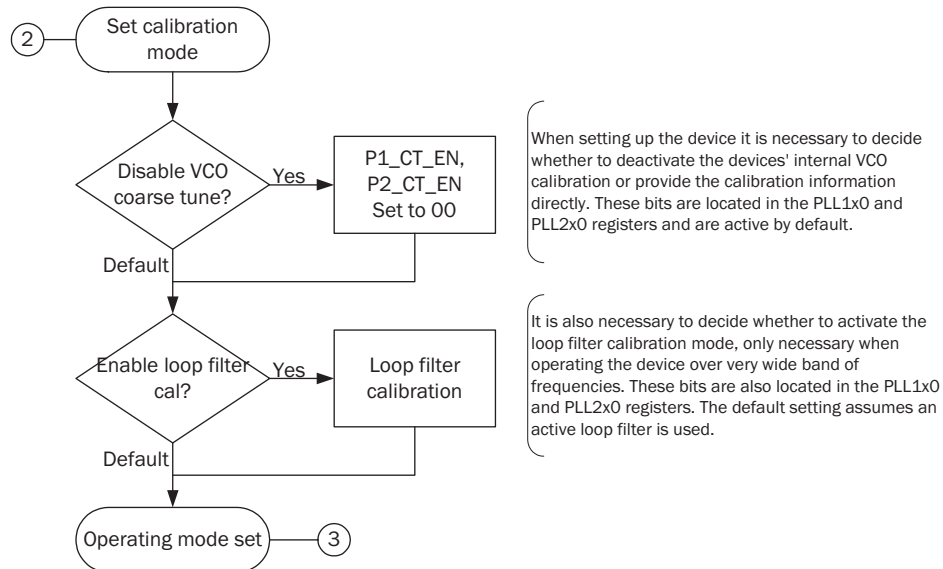 2
Set calibration
mode
Disable VCO
coarse tune?
Yes
P1_CT_EN,
P2_CT_EN
Set to 00
Default
When setting up the device it is necessary to decide
whether to deactivate the devices' internal VCO
calibration or provide the calibration information
directly. These bits are located in the PLL1x0 and
PLL2x0 registers and are active by default.
Enable loop filter
cal?
Yes
Loop filter
calibration
Default
It is also necessary to decide whether to activate the
loop filter calibration mode, only necessary when
operating the device over very wide band of
frequencies. These bits are also located in the PLL1x0
and PLL2x0 registers. The default setting assumes an
active loop filter is used.
Operating mode set
3